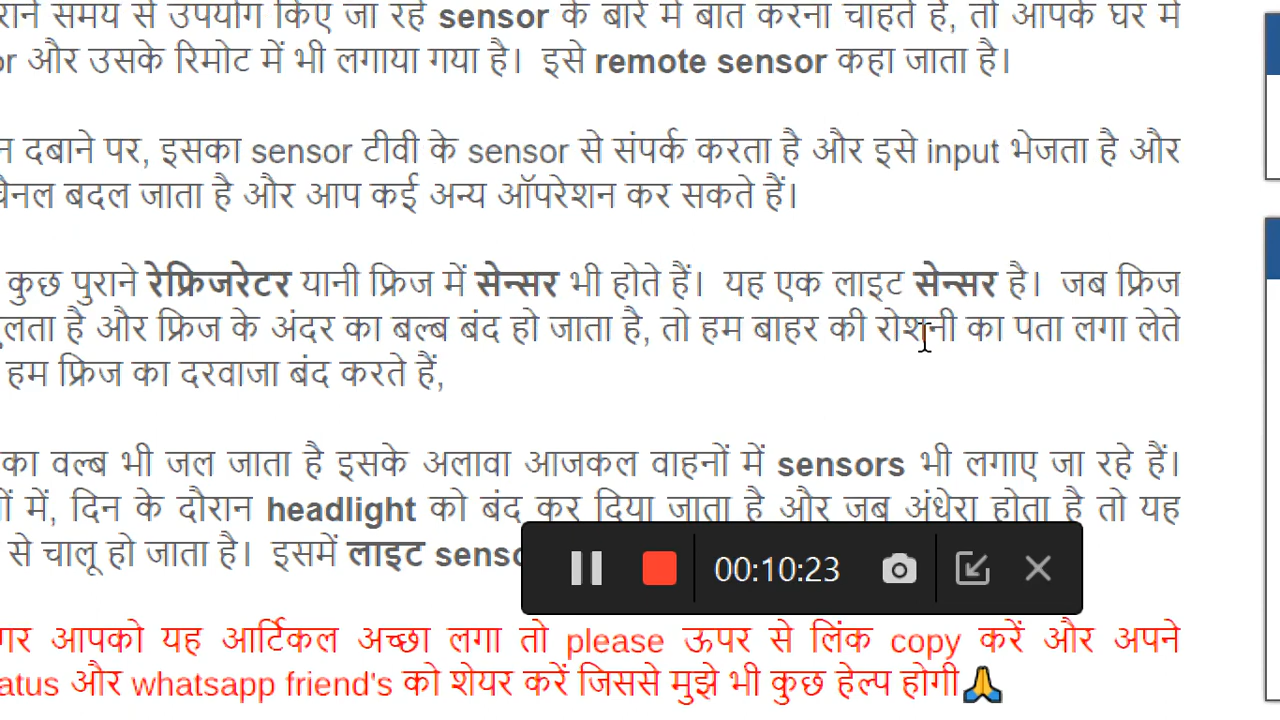 राने समय से उपयोग किए जा रहे sensor के बारे में बात करना चाहते हैं, तो आपके घर में
or और उसके रिमोट में भी लगाया गया है। इसे remote sensor कहा जाता है।
न दबाने पर, इसका sensor टीवी के sensor से संपर्क करता है और इसे input भेजता है और
चैनल बदल जाता है और आप कई अन्य ऑपरेशन कर सकते हैं।
कुछ पुराने रेफ्रिजरेटर यानी फ्रिज में सेन्सर भी होते हैं। यह एक लाइट सेन्सर है। जब फ्रिज
लता है और फ्रिज के अंदर का बल्ब बंद हो जाता है, तो हम बाहर की रोशनी का पता लगा लेते
हम फ्रिज का दरवाजा बंद करते हैं,
का वल्ब भी जल जाता है इसके अलावा आजकल वाहनों में sensors भी लगाए जा रहे हैं।
में, दिन के दौरान headlight को बंद कर दिया जाता है और जब अंधेरा होता है तो यह
से चालू हो जाता है। इसमें लाइट senso
00:10:23
गर आपको यह आर्टिकल अच्छा लगा तो please ऊपर से लिंक copy करें और अपने
atus और whatsapp friend's को शेयर करें जिससे मुझे भी कुछ हेल्प होगी🙏